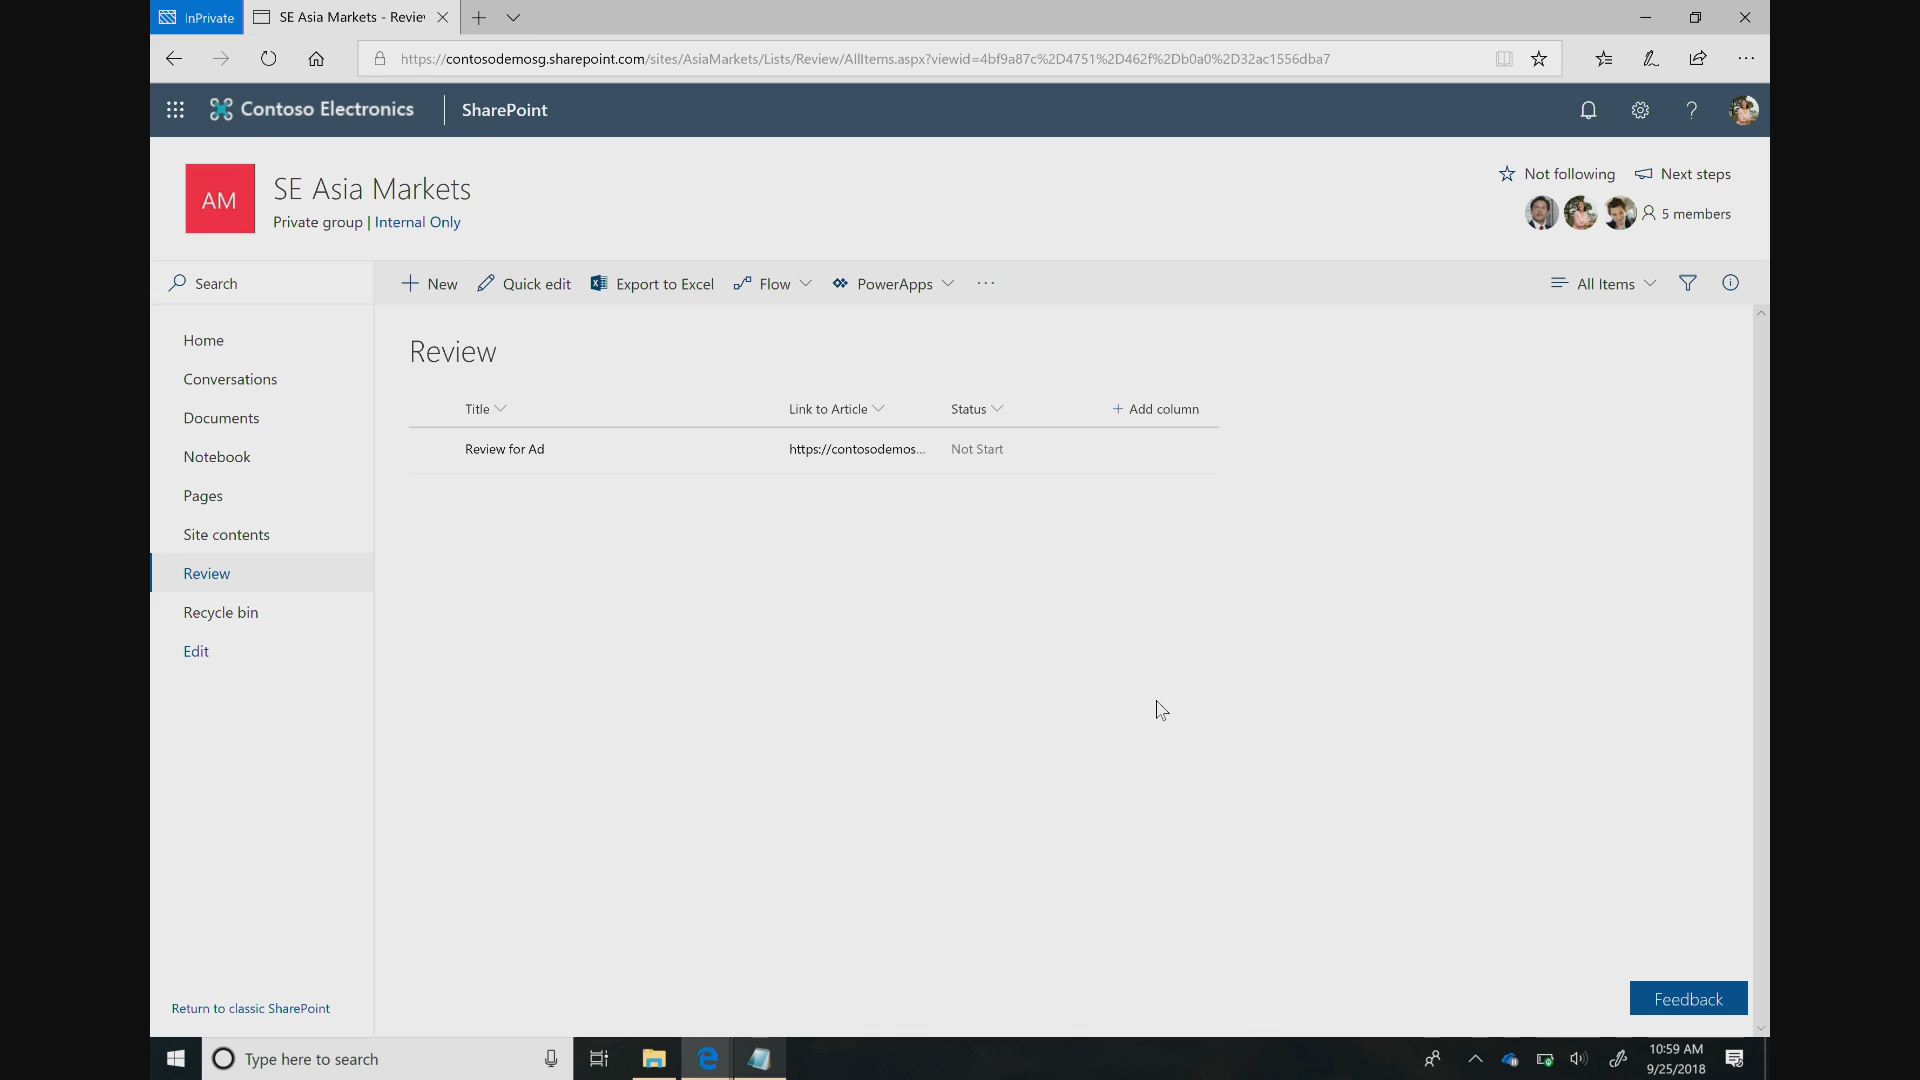 InPrivate
SE Asia Markets - Review
https://contosodemosg.sharepoint.com/sites/AsiaMarkets/Lists/Review/AllItems.aspx?viewid=4bf9a87c%2D4751%2D462f%2Db0a0%2D32ac1556dba7
Contoso Electronics
SharePoint
AM
SE Asia Markets
Private group | Internal Only
Not following
Next steps
5 members
Search
New
Quick edit
Export to Excel
Flow
PowerApps
All Items
Home
Conversations
Documents
Notebook
Pages
Site contents
Review
Recycle bin
Edit
Return to classic SharePoint
Review
Title
Link to Article
Status
+ Add column
Review for Ad
https://contosodemos...
Not Start
Feedback
Type here to search
10:59 AM
9/25/2018